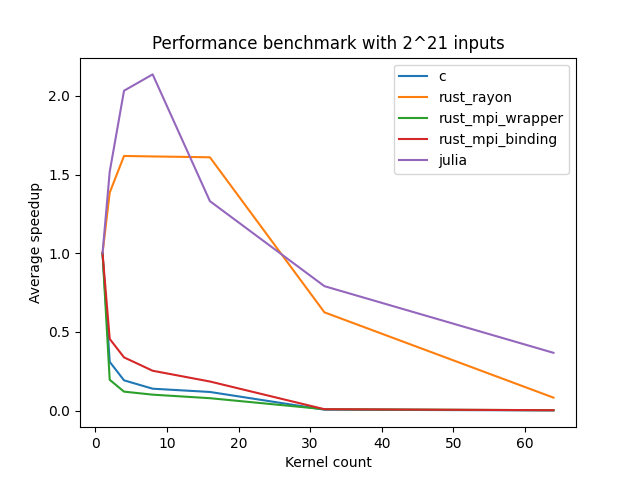 Performance benchmark with 2^21 inputs
c
rust_rayon
rust_mpi_wrapper
rust_mpi_binding
julia
Average speedup
2.0
1.5
1.0
0.5
0.0
0 10 20 30 40 50 60
Kernel count